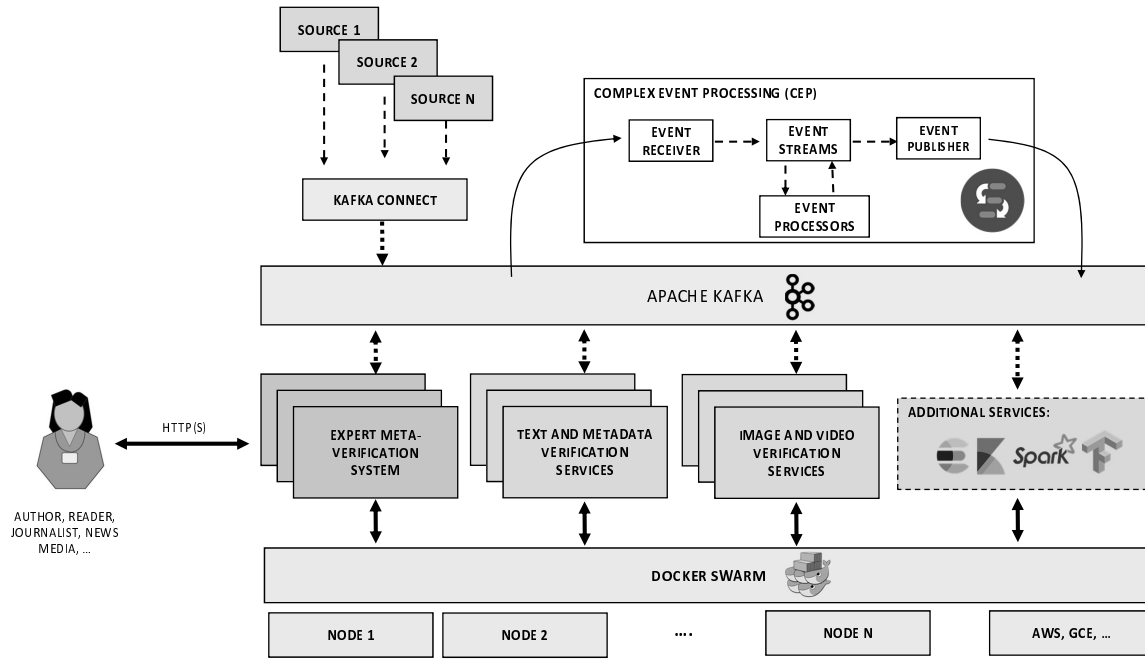 SOURCE 1
SOURCE 2
SOURCE N
KAFKA CONNECT
COMPLEX EVENT PROCESSING (CEP)
EVENT
RECEIVER
EVENT
STREAMS
EVENT
PUBLISHER
EVENT
PROCESSORS
APACHE KAFKA
HTTP(S)
AUTHOR, READER,
JOURNALIST, NEWS
MEDIA, ...
EXPERT META-
VERIFICATION
SYSTEM
TEXT AND METADATA
VERIFICATION SERVICES
IMAGE AND VIDEO
VERIFICATION
SERVICES
ADDITIONAL SERVICES:
Spark
DOCKER SWARM
NODE 1
NODE 2
....
NODE N
AWS, GCE, ...